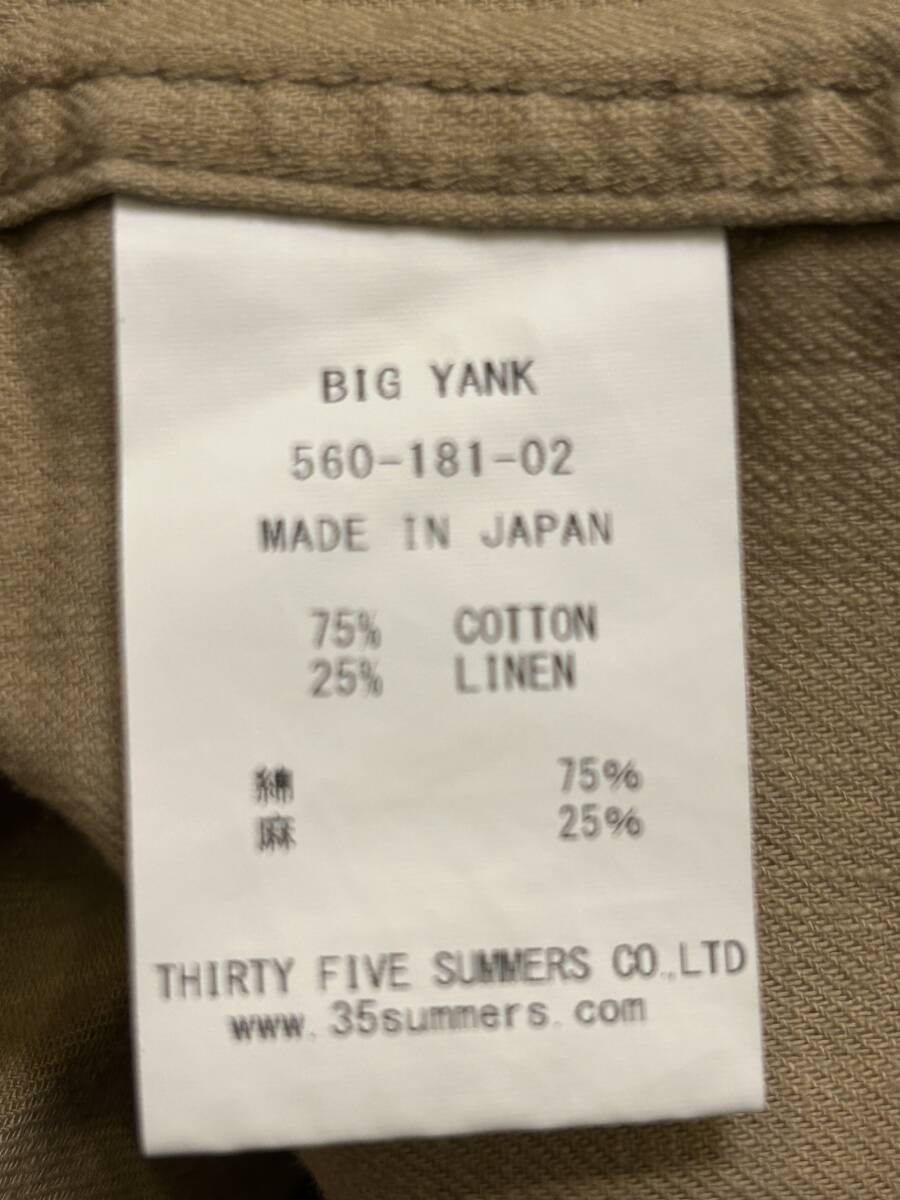 BIG YANK
560-181-02
MADE IN JAPAN
75% COTTON
25% LINEN
綿 75%
麻 25%
THIRTY FIVE SUMMERS CO.,LTD
www.35summers.com